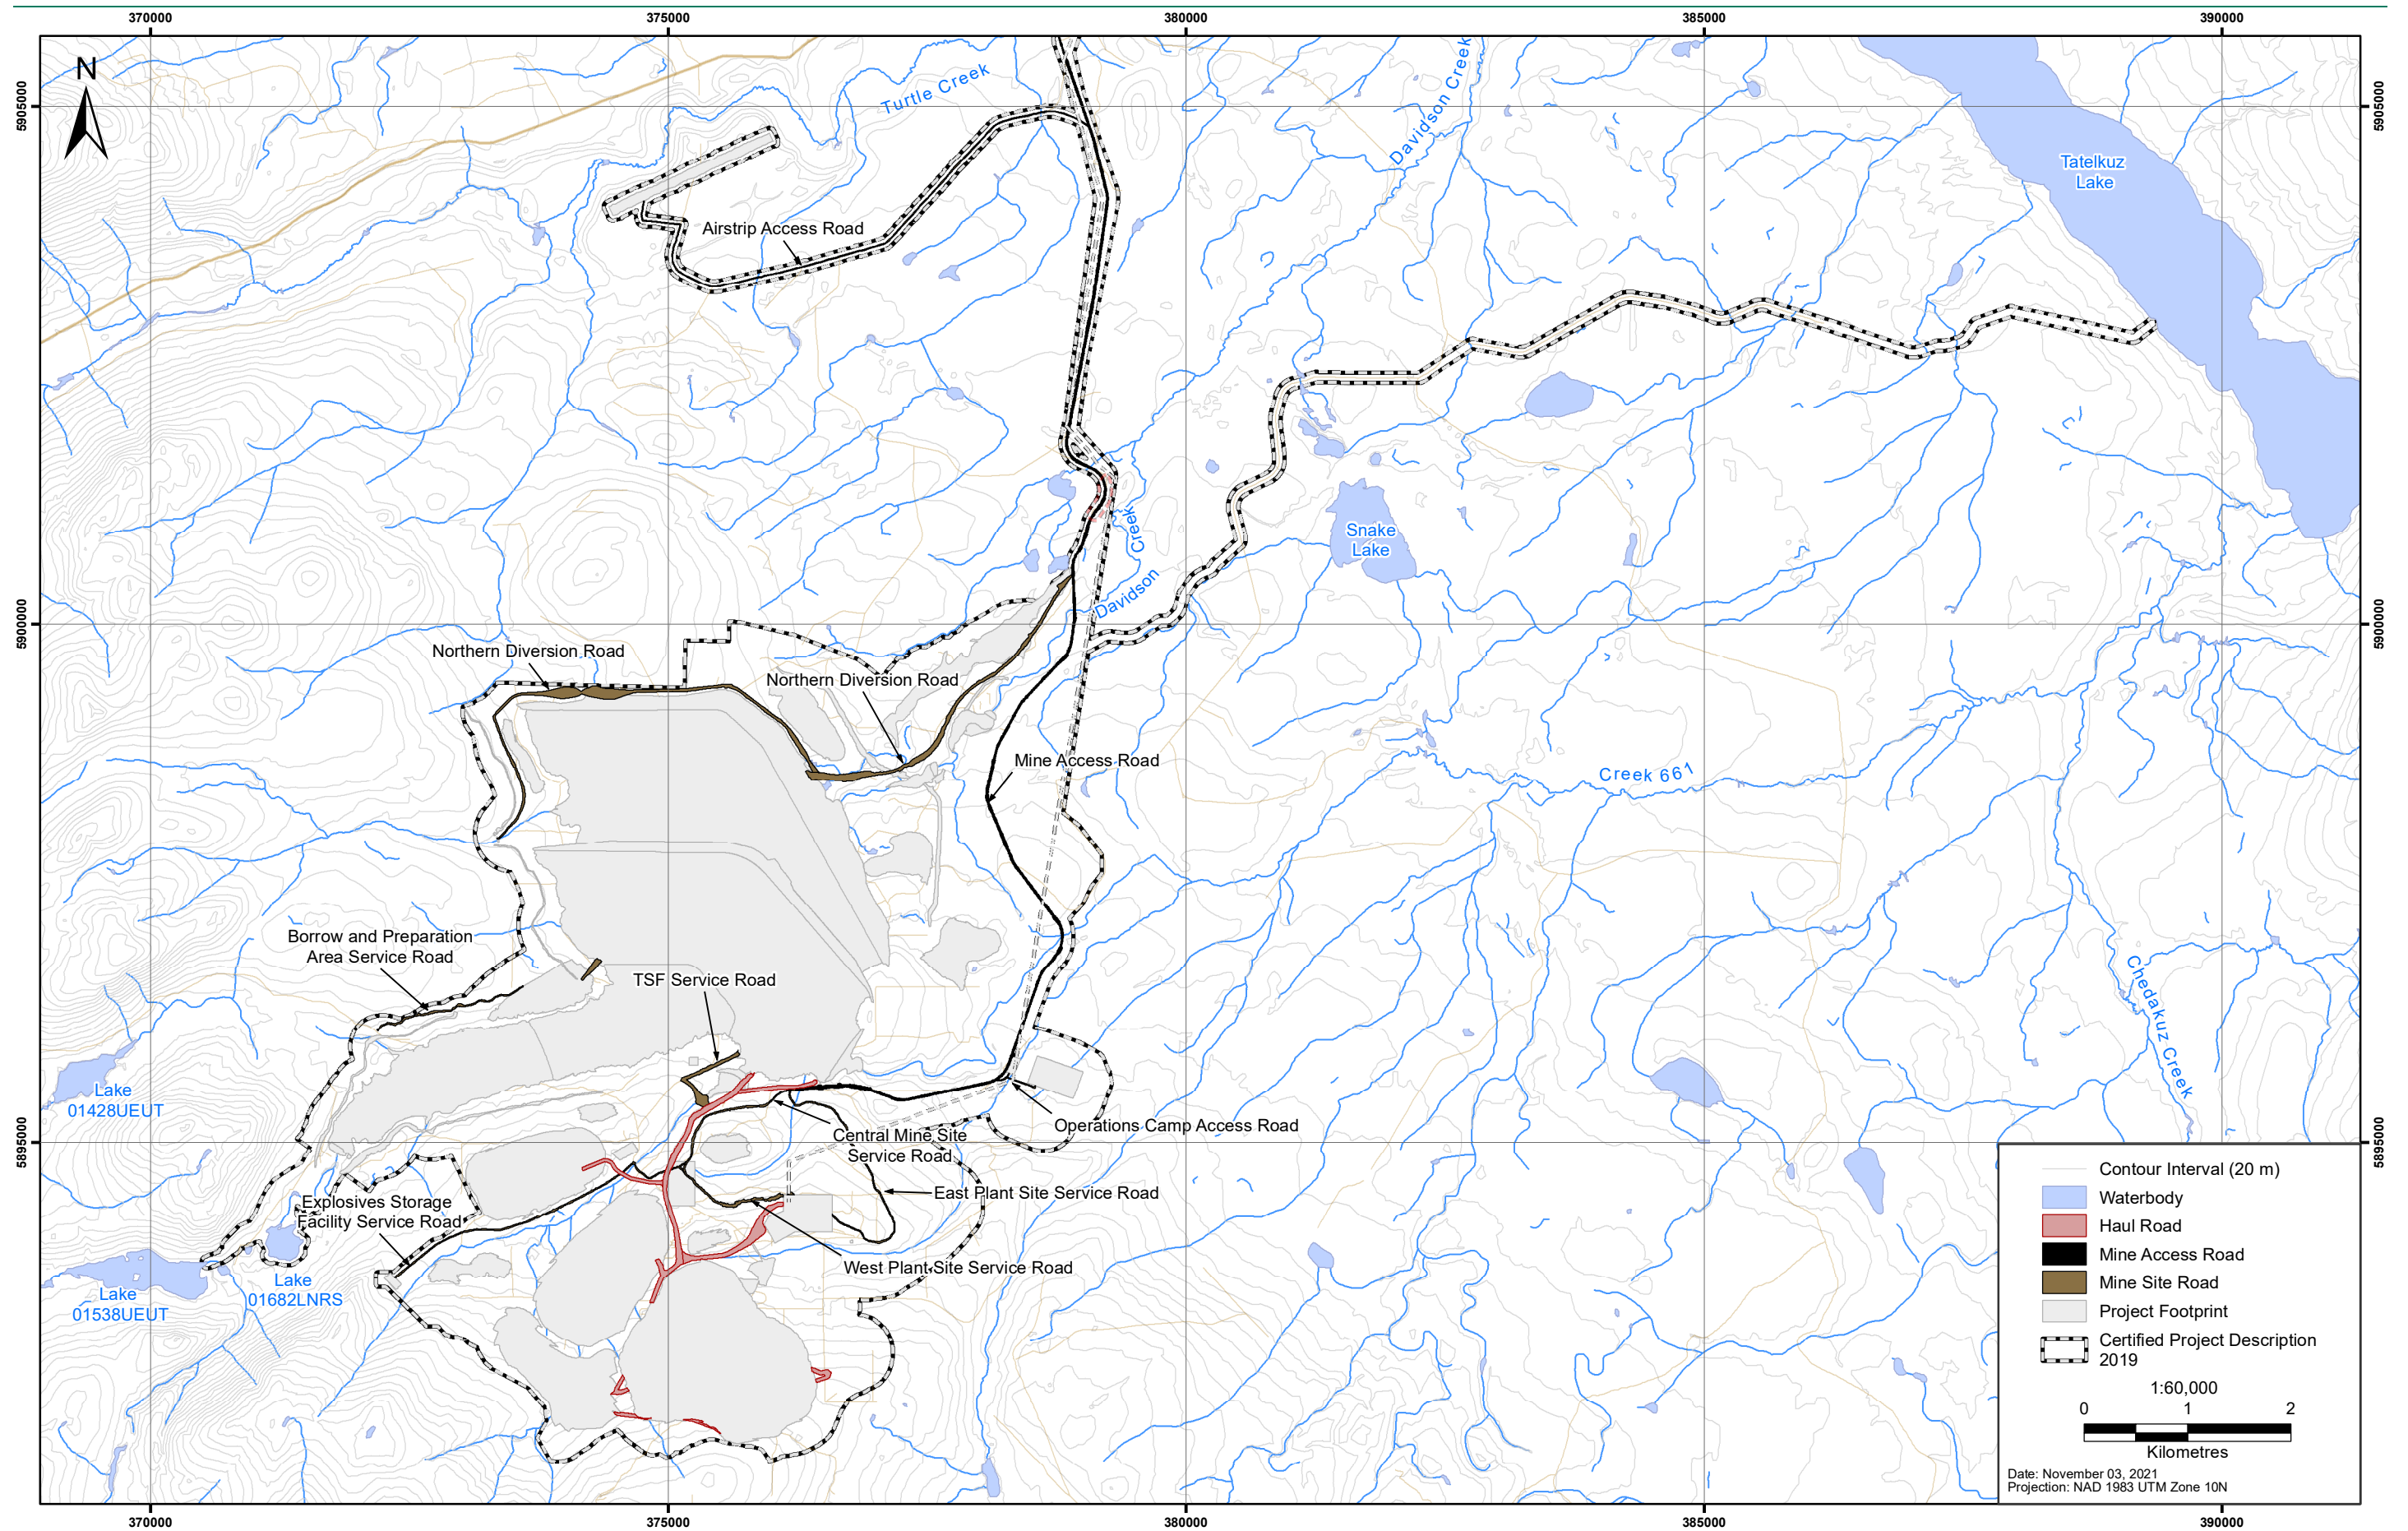 370000
375000
380000
385000
390000
N
Turtle Creek
Davidson Creek
5905000
5905000
Tatelkuz
Lake
Airstrip Access Road
Snake
Lake
Davidson
Creek
5900000
5900000
Northern Diversion Road
Northern Diversion Road
Mine Access Road
Creek 661
Borrow and Preparation
Area Service Road
TSF Service Road
Chedakuz Creek
Lake
01428UEUT
5895000
5895000
Operations Camp Access Road
Central Mine Site
Service Road
East Plant Site Service Road
Explosives Storage
Facility Service Road
West Plant Site Service Road
Lake
01682LNRS
Lake
01538UEUT
Contour Interval (20 m)
Waterbody
Haul Road
Mine Access Road
Mine Site Road
Project Footprint
Certified Project Description
2019
1:60,000
0
1
2
Kilometres
Date: November 03, 2021
Projection: NAD 1983 UTM Zone 10N
370000
375000
380000
385000
390000